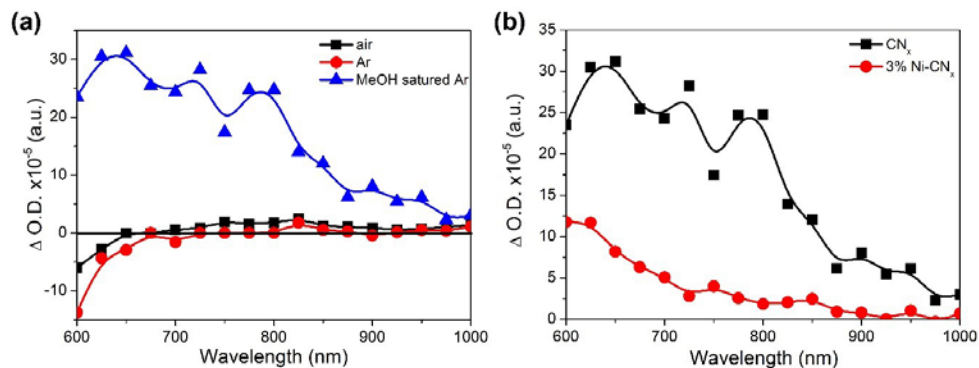 (a)
air
Ar
MeOH satured Ar
30
20
10
0
-10
Δ O.D. x10⁻⁵ (a.u.)
600 700 800 900 1000
Wavelength (nm)
(b)
CNₓ
3% Ni-CNₓ
35
30
25
20
15
10
5
0
Δ O.D. x10⁻⁵ (a.u.)
600 700 800 900 1000
Wavelength (nm)